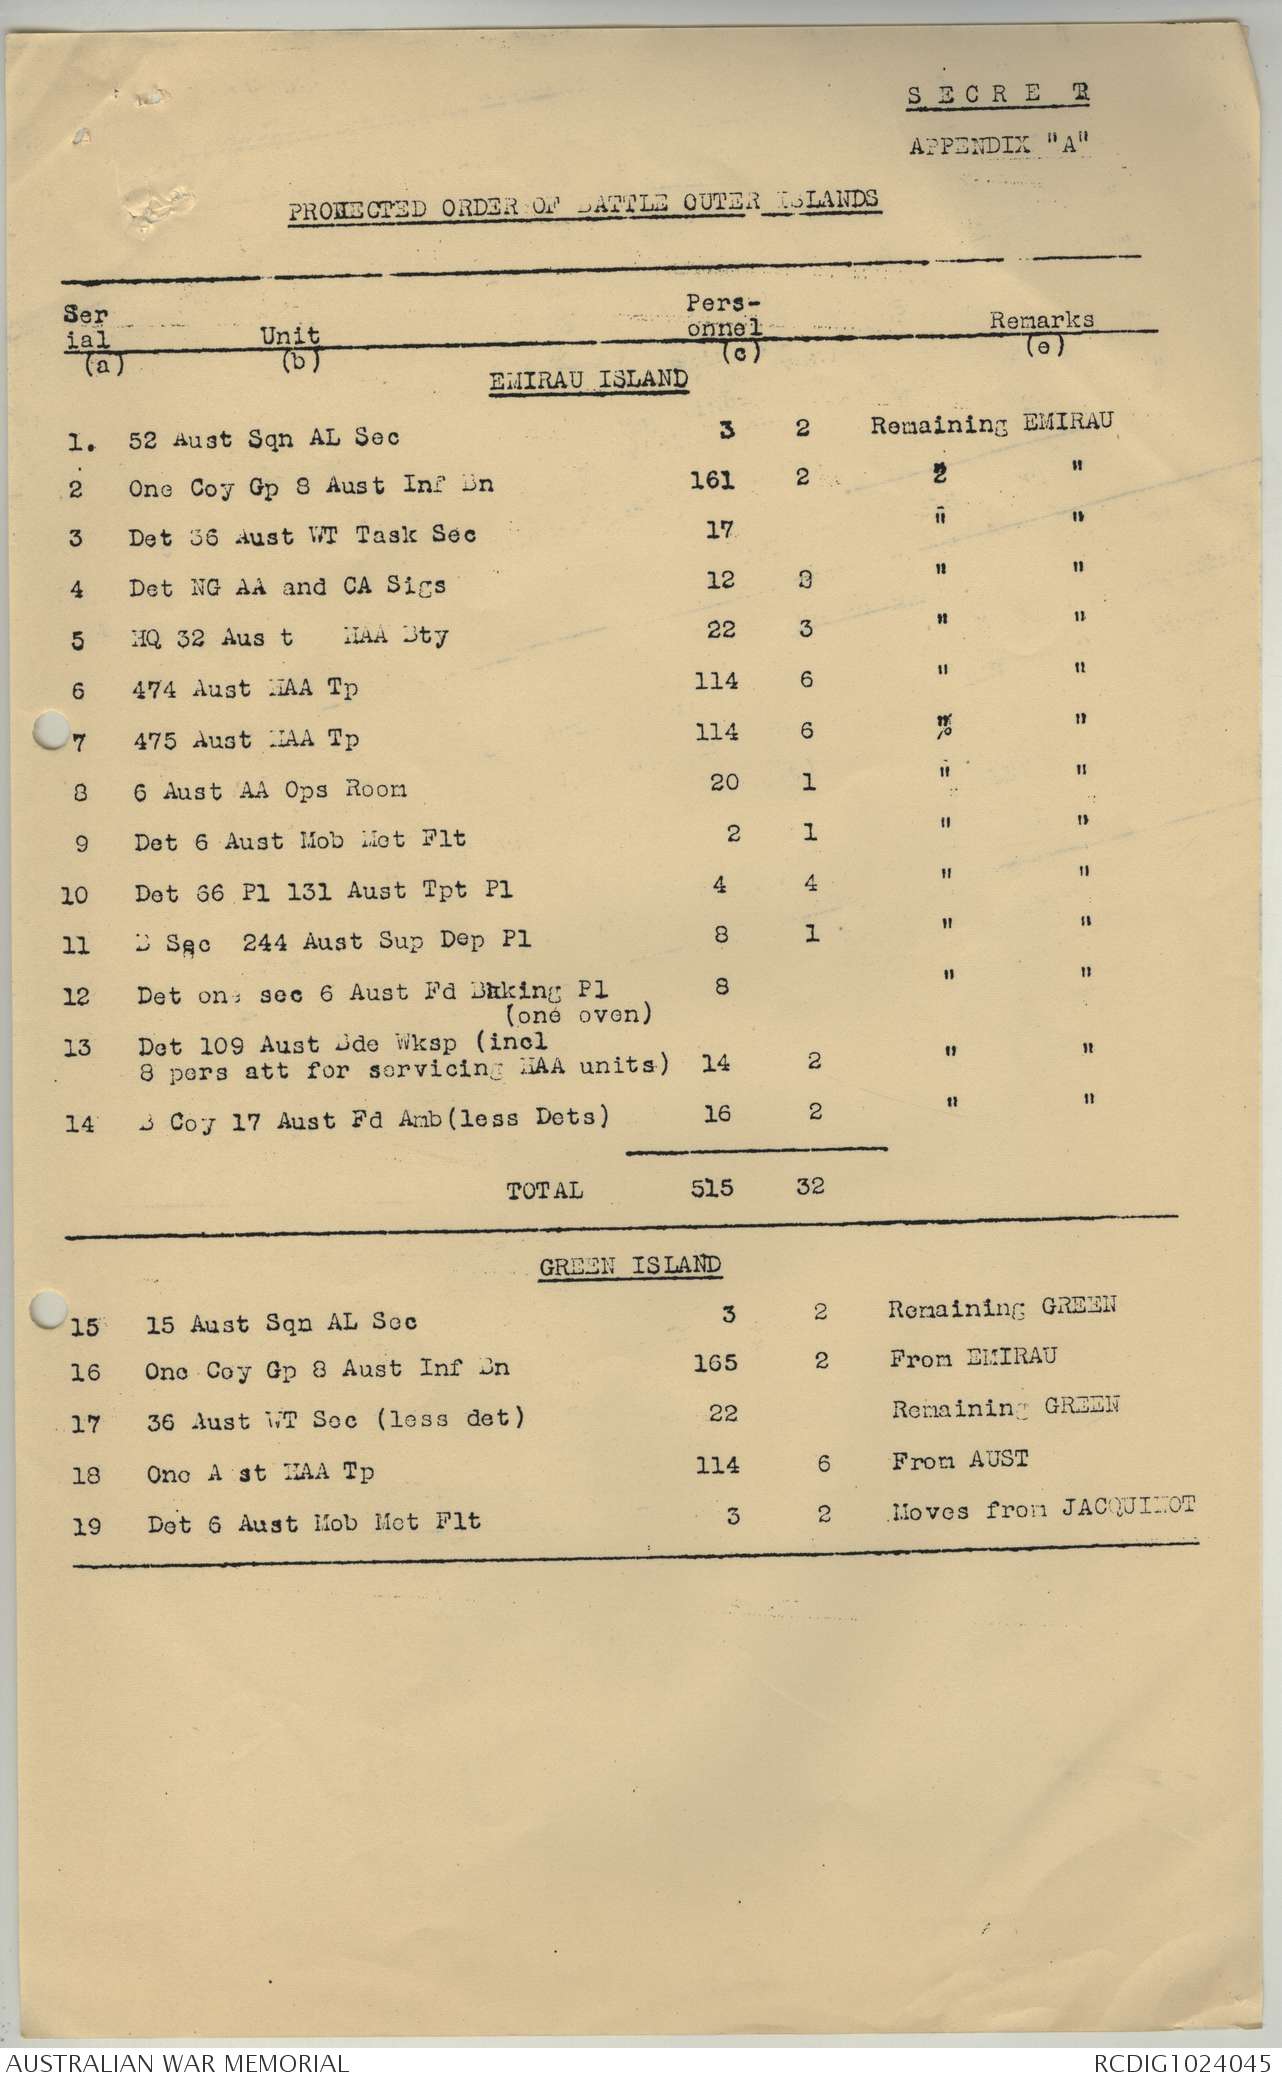 S E C R E T
APPENDIX "A"
PROJECTED ORDER OF BATTLE OUTER ISLANDS
Ser
ial Unit Pers-
onnel Remarks
(a) (b) (c) (e)
EMIRAU ISLAND
1. 52 Aust Sqn AL Sec 3 2 Remaining EMIRAU
2 One Coy Gp 8 Aust Inf Bn 161 2 " "
3 Det 36 Aust WT Task Sec 17 " "
4 Det NG AA and CA Sigs 12 " "
5 HQ 32 Aus t HAA Bty 22 3 " "
6 474 Aust HAA Tp 114 6 " "
7 475 Aust HAA Tp 114 6 " "
8 6 Aust AA Ops Room 20 1 " "
9 Det 6 Aust Mob Met Flt 2 1 " "
10 Det 66 Pl 131 Aust Tpt Pl 4 4 " "
11 B Sec 244 Aust Sup Dep Pl 8 1 " "
12 Det one sec 6 Aust Fd Baking Pl 8 " "
(one oven)
13 Det 109 Aust Bde Wksp (incl
8 pers att for servicing HAA units) 14 2 " "
14 B Coy 17 Aust Fd Amb(less Dets) 16 2 " "
TOTAL 515 32
GREEN ISLAND
15 15 Aust Sqn AL Sec 3 2 Remaining GREEN
16 One Coy Gp 8 Aust Inf Bn 165 2 From EMIRAU
17 36 Aust WT Sec (less det) 22 Remaining GREEN
18 One A st HAA Tp 114 6 From AUST
19 Det 6 Aust Mob Met Flt 3 2 Moves from JACQUINOT
AUSTRALIAN WAR MEMORIAL RCDIG1024045